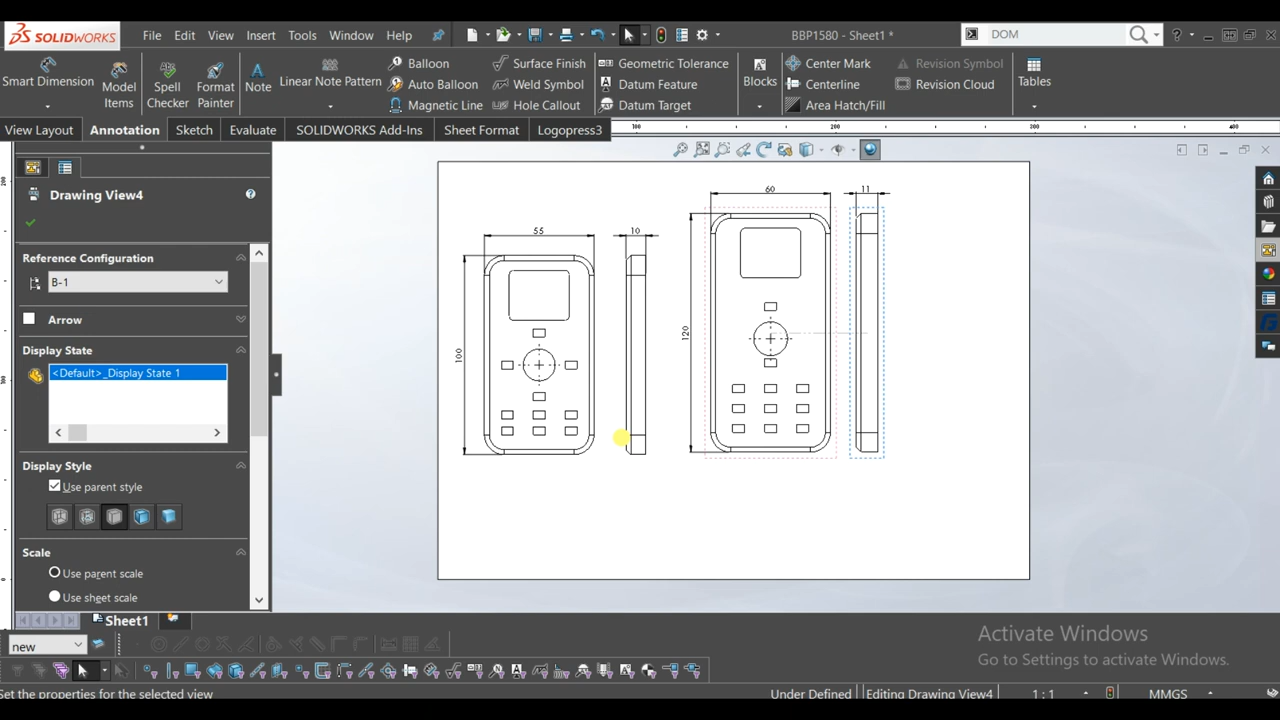 SOLIDWORKS File Edit View Insert Tools Window Help BBP1580 - Sheet1 * DOM
Smart Dimension Model Items Spell Checker Format Painter Note Linear Note Pattern
Balloon Surface Finish Geometric Tolerance Center Mark Revision Symbol
Auto Balloon Weld Symbol Datum Feature Blocks Centerline Revision Cloud Tables
Magnetic Line Hole Callout Datum Target Area Hatch/Fill
View Layout Annotation Sketch Evaluate SOLIDWORKS Add-Ins Sheet Format Logopress3
100 200 300 400
Drawing View4
Reference Configuration
B-1
Arrow
Display State
<Default>_Display State 1
Display Style
Use parent style
Scale
Use parent scale
Use sheet scale
60 11
55 10
120
100
Sheet1
new
Activate Windows
Go to Settings to activate Windows.
Set the properties for the selected view Under Defined Editing Drawing View4 1 : 1 MMGS